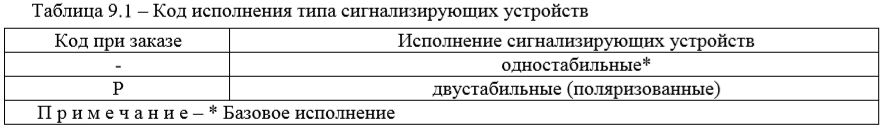 Таблица 9.1 – Код исполнения типа сигнализирующих устройств
Код при заказе Исполнение сигнализирующих устройств
- одностабильные*
Р двустабильные (поляризованные)
П р и м е ч а н и е – * Базовое исполнение